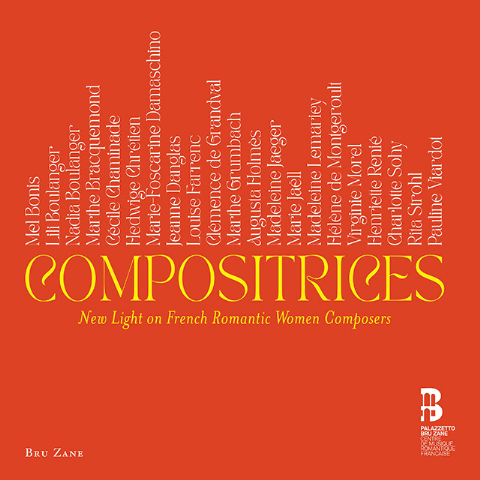 Mel Bonis
Lili Boulanger
Nadia Boulanger
Marthe Bracquemond
Cécile Chaminade
Hedwige Chrétien
Marie-Foscarine Damaschino
Jeanne Danglas
Louise Farrenc
Clémence de Grandval
Marthe Grumbach
Augusta Holmès
Madeleine Jaeger
Marie Jaëll
Madeleine Lemariey
Hélène de Montgeroult
Virginie Morel
Henriette Renié
Charlotte Sohy
Rita Strohl
Pauline Viardot
COMPOSITRICES
New Light on French Romantic Women Composers
PALAZZETTO
BRU ZANE
CENTRE
DE MUSIQUE
ROMANTIQUE
FRANÇAISE
BRU ZANE